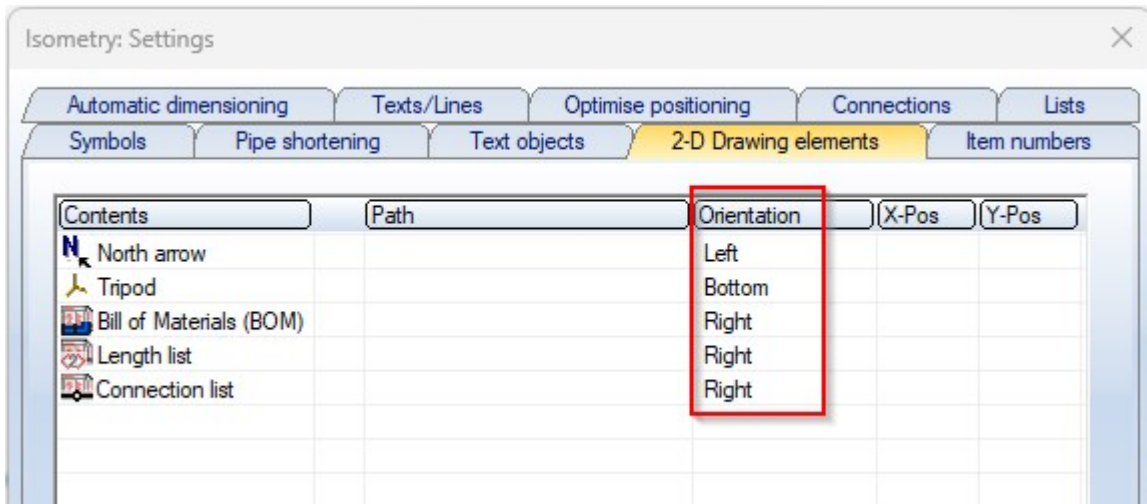 Isometry: Settings
Automatic dimensioning Texts/Lines Optimise positioning Connections Lists
Symbols Pipe shortening Text objects 2-D Drawing elements Item numbers
Contents Path Orientation X-Pos Y-Pos
North arrow Left
Tripod Bottom
Bill of Materials (BOM) Right
Length list Right
Connection list Right